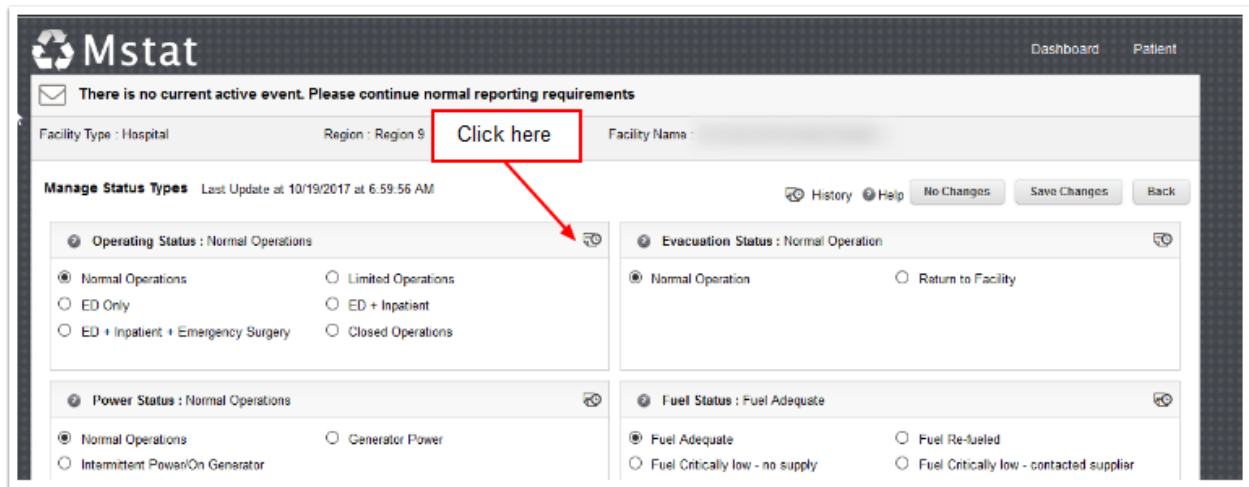 Mstat
Dashboard Patient
There is no current active event. Please continue normal reporting requirements
Facility Type : Hospital Region : Region 9 Click here Facility Name :
Manage Status Types Last Update at 10/19/2017 at 6:59:56 AM History Help No Changes Save Changes Back
Operating Status : Normal Operations
Normal Operations Limited Operations
ED Only ED + Inpatient
ED + Inpatient + Emergency Surgery Closed Operations
Evacuation Status : Normal Operation
Normal Operation Return to Facility
Power Status : Normal Operations
Normal Operations Generator Power
Intermittent Power/On Generator
Fuel Status : Fuel Adequate
Fuel Adequate Fuel Re-fueled
Fuel Critically low - no supply Fuel Critically low - contacted supplier